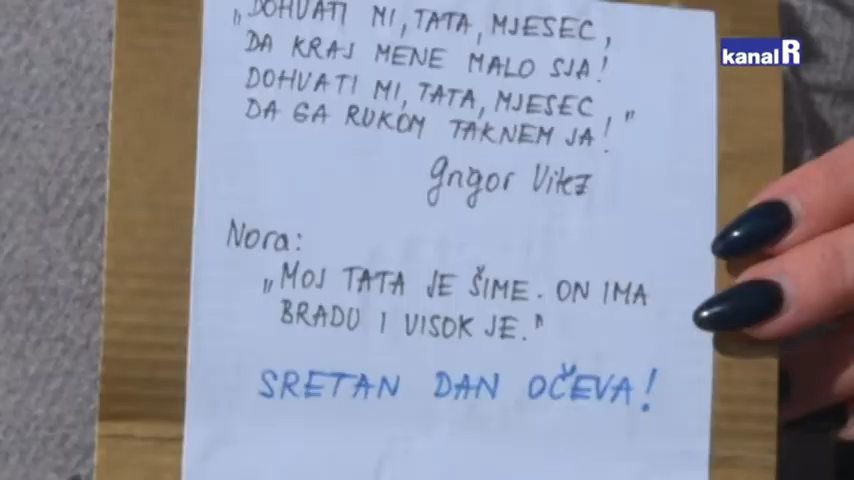 „DOHVATI MI, TATA, MJESEC,
DA KRAJ MENE MALO SJA!
DOHVATI MI, TATA, MJESEC,
DA GA RUKOM TAKNEM JA!"
Grigor Vitez
Nora:
„MOJ TATA JE ŠIME. ON IMA
BRADU I VISOK JE."
SRETAN DAN OČEVA!
kanal R